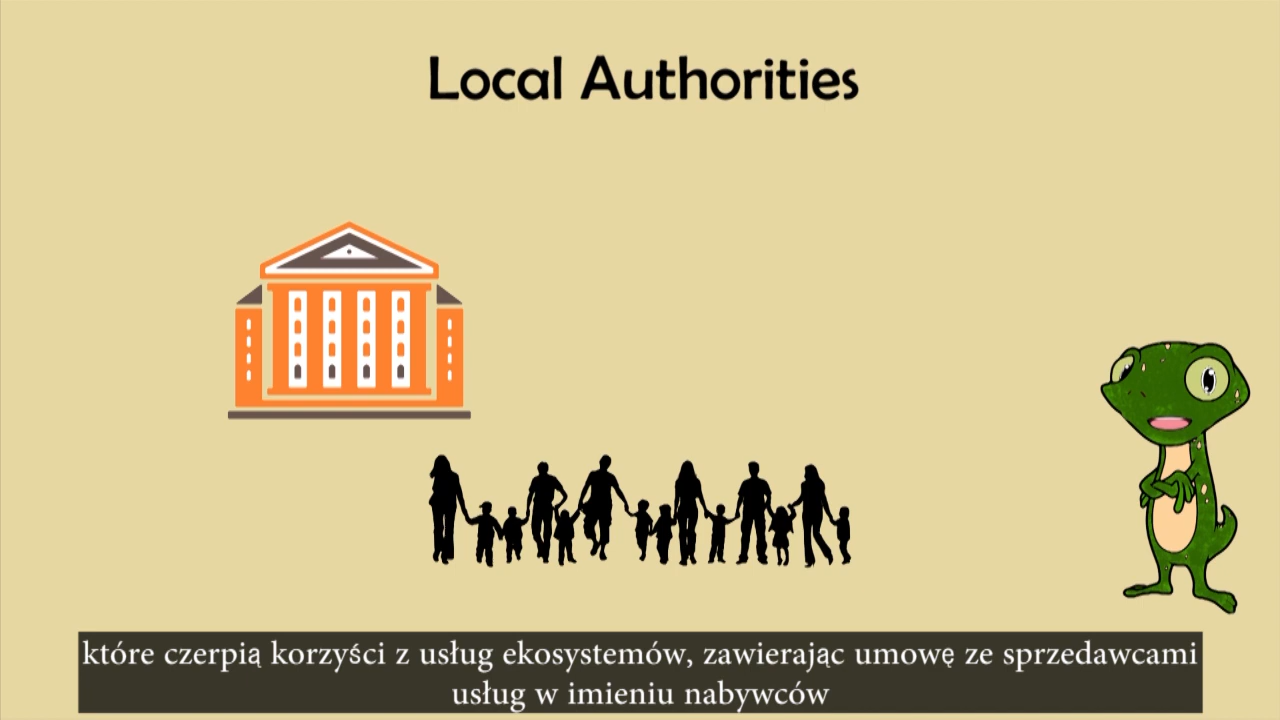 Local Authorities
które czerpią korzyści z usług ekosystemów, zawierając umowę ze sprzedawcami
usług w imieniu nabywców